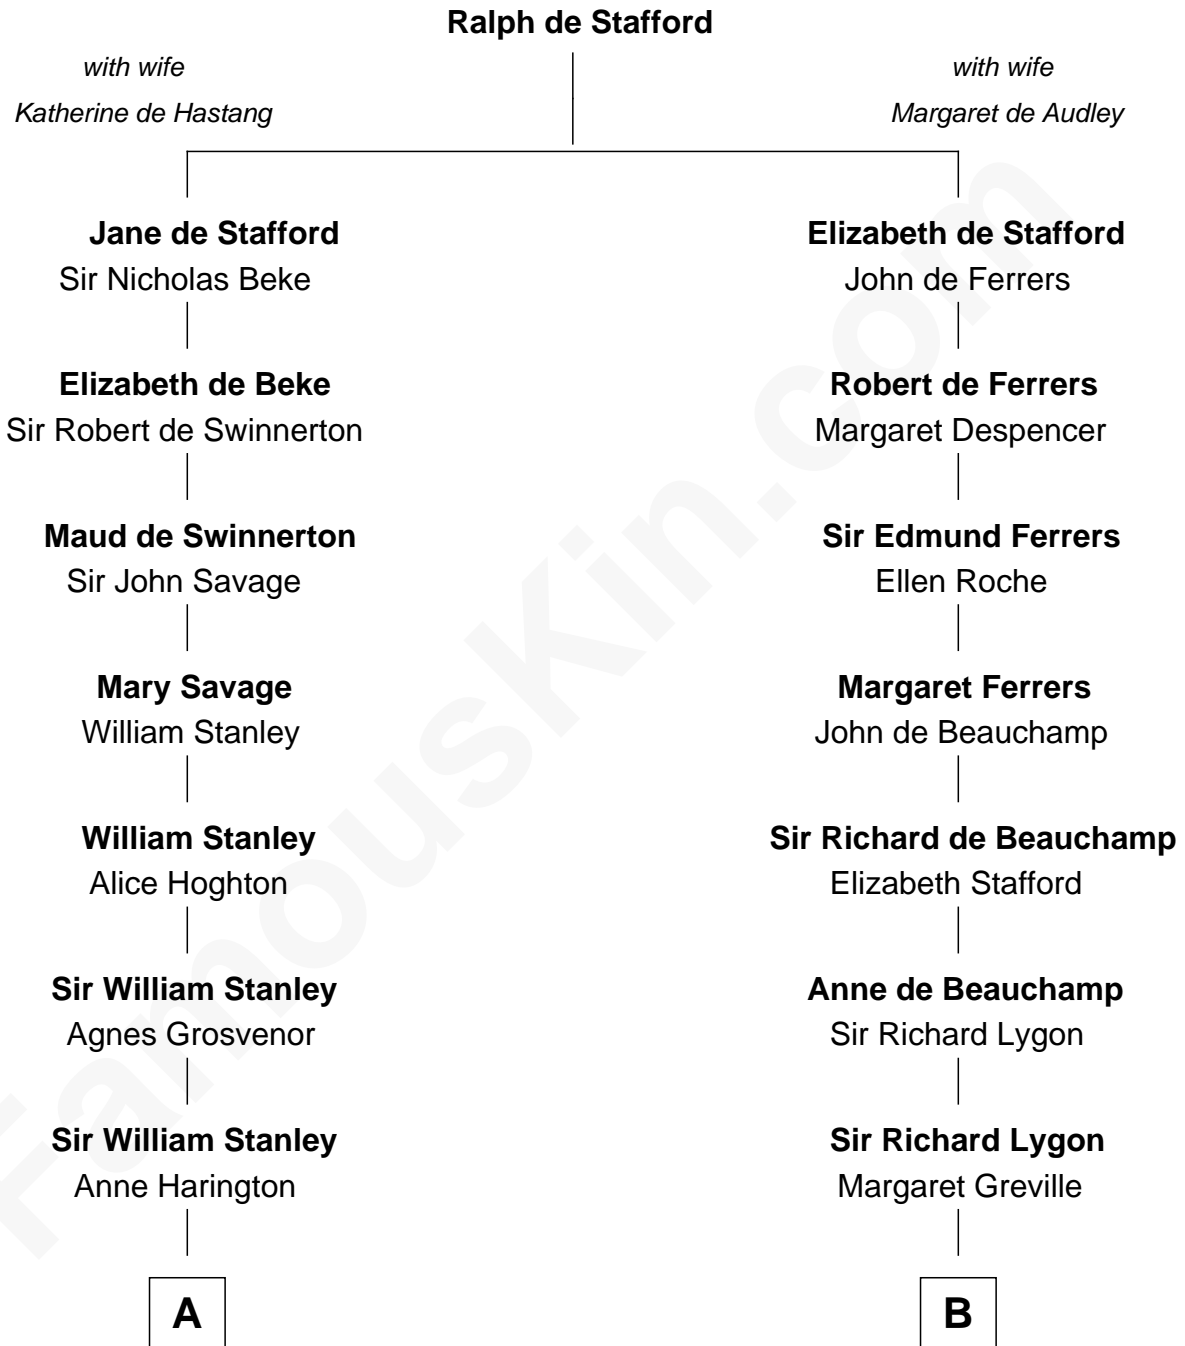 Ralph de Stafford
with wife
Katherine de Hastang
with wife
Margaret de Audley
Jane de Stafford
Sir Nicholas Beke
Elizabeth de Stafford
John de Ferrers
Elizabeth de Beke
Sir Robert de Swinnerton
Robert de Ferrers
Margaret Despencer
Maud de Swinnerton
Sir John Savage
Sir Edmund Ferrers
Ellen Roche
Mary Savage
William Stanley
Margaret Ferrers
John de Beauchamp
William Stanley
Alice Hoghton
Sir Richard de Beauchamp
Elizabeth Stafford
Sir William Stanley
Agnes Grosvenor
Anne de Beauchamp
Sir Richard Lygon
Sir William Stanley
Anne Harington
Sir Richard Lygon
Margaret Greville
A
B
FamousKin.com